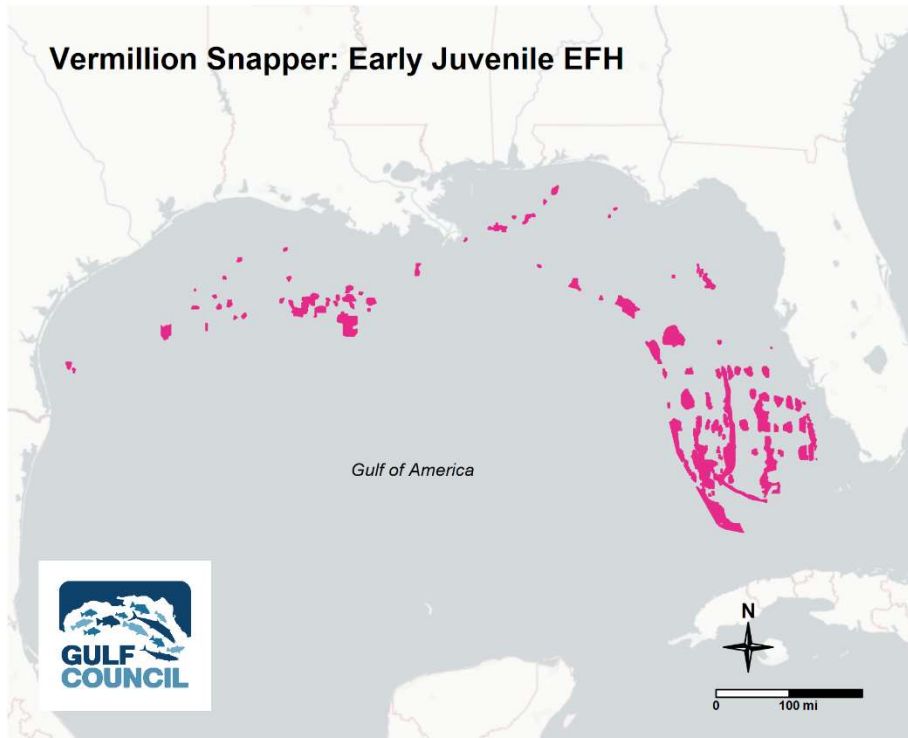 Vermillion Snapper: Early Juvenile EFH
Gulf of America
GULF
COUNCIL
N
0 100 mi